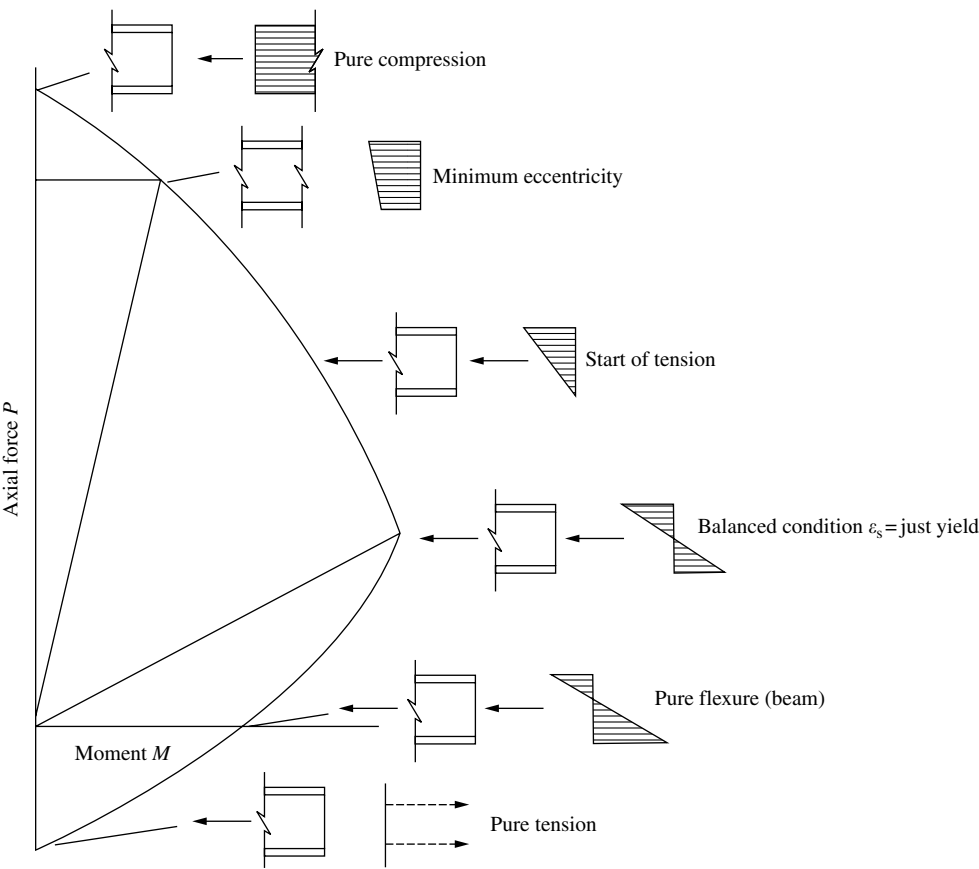 Pure compression
Minimum eccentricity
Start of tension
Axial force P
Balanced condition εs = just yield
Pure flexure (beam)
Moment M
Pure tension